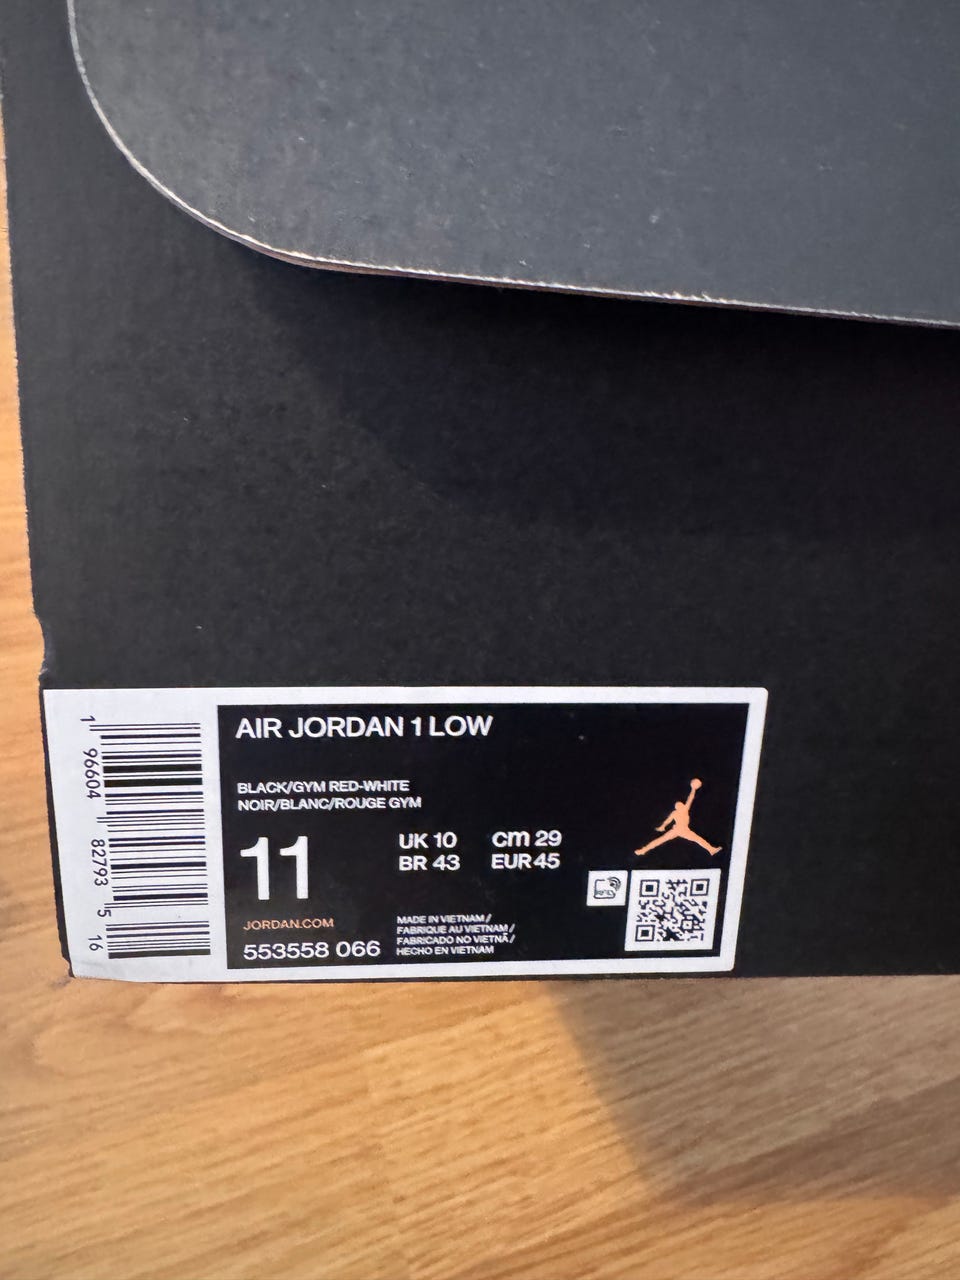 1 96604 82793 5 16
AIR JORDAN 1 LOW
BLACK/GYM RED-WHITE
NOIR/BLANC/ROUGE GYM
11
UK 10 cm 29
BR 43 EUR 45
JORDAN.COM
553558 066
MADE IN VIETNAM /
FABRIQUE AU VIETNAM /
FABRICADO NO VIETNÃ /
HECHO EN VIETNAM